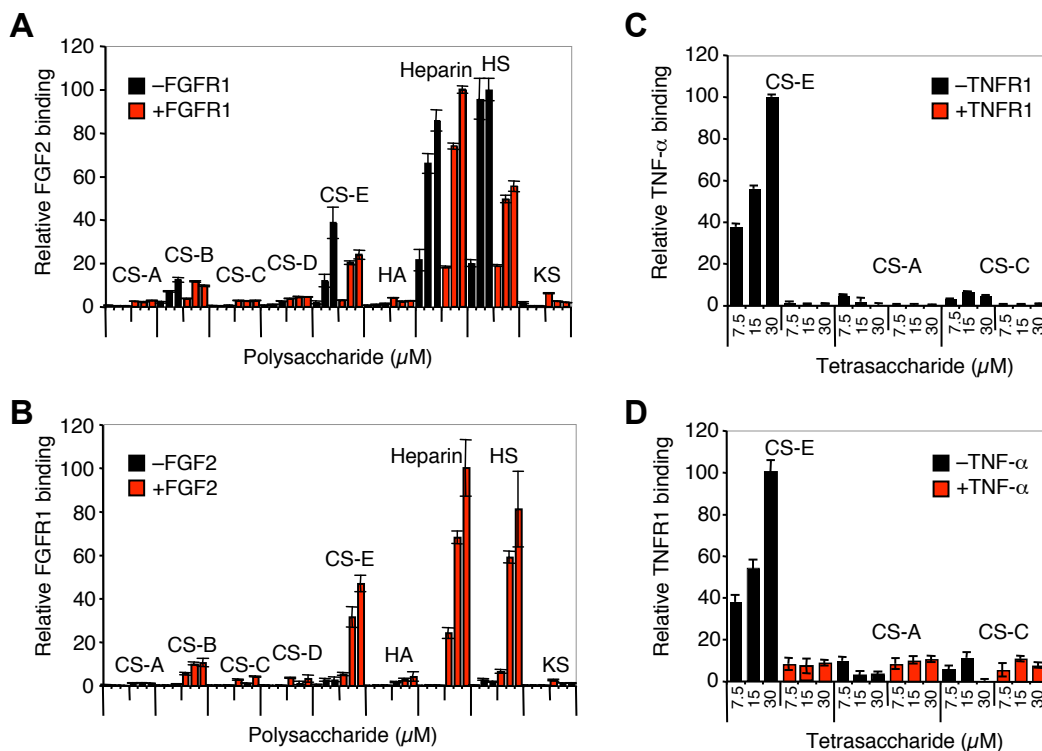 A
Relative FGF2 binding
120
100
80
60
40
20
0
–FGFR1
+FGFR1
CS-A
CS-B
CS-C
CS-D
CS-E
HA
Heparin
HS
KS
Polysaccharide (µM)
B
Relative FGFR1 binding
120
100
80
60
40
20
0
–FGF2
+FGF2
CS-A
CS-B
CS-C
CS-D
CS-E
HA
Heparin
HS
KS
Polysaccharide (µM)
C
Relative TNF-α binding
120
100
80
60
40
20
0
CS-E
–TNFR1
+TNFR1
CS-A
CS-C
7.5 15 30 7.5 15 30 7.5 15 30 7.5 15 30 7.5 15 30 7.5 15 30
Tetrasaccharide (µM)
D
Relative TNFR1 binding
120
100
80
60
40
20
0
CS-E
–TNF-α
+TNF-α
CS-A
CS-C
7.5 15 30 7.5 15 30 7.5 15 30 7.5 15 30 7.5 15 30 7.5 15 30
Tetrasaccharide (µM)